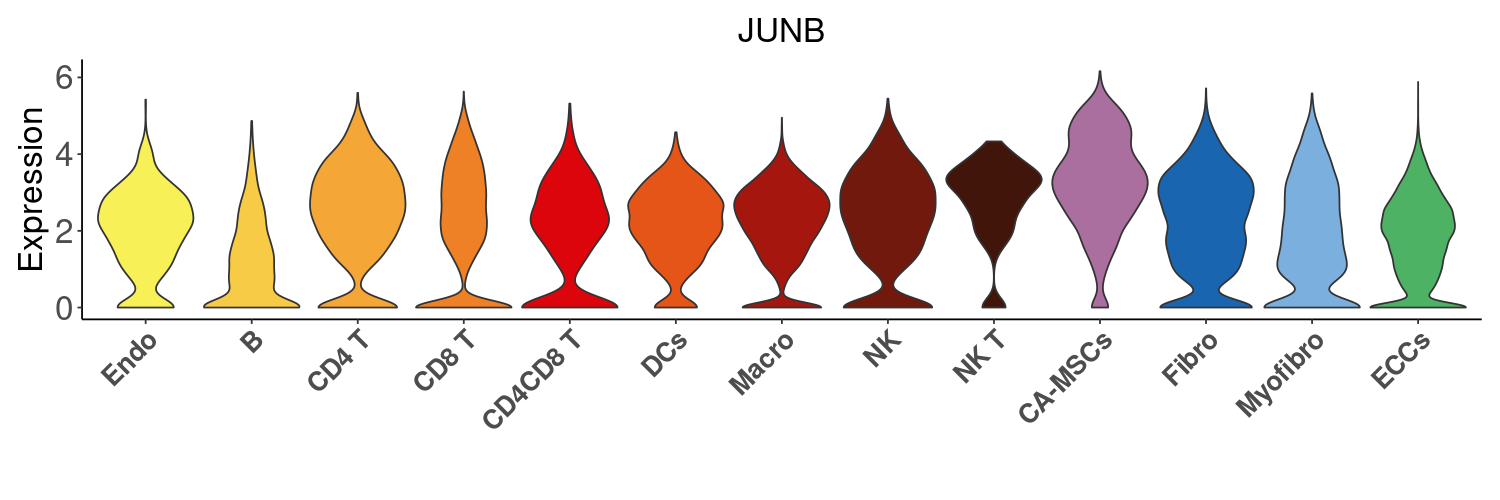 JUNB
Expression
6
4
2
0
Endo
B
CD4 T
CD8 T
CD4CD8 T
DCs
Macro
NK
NK T
CA-MSCs
Fibro
Myofibro
ECCs